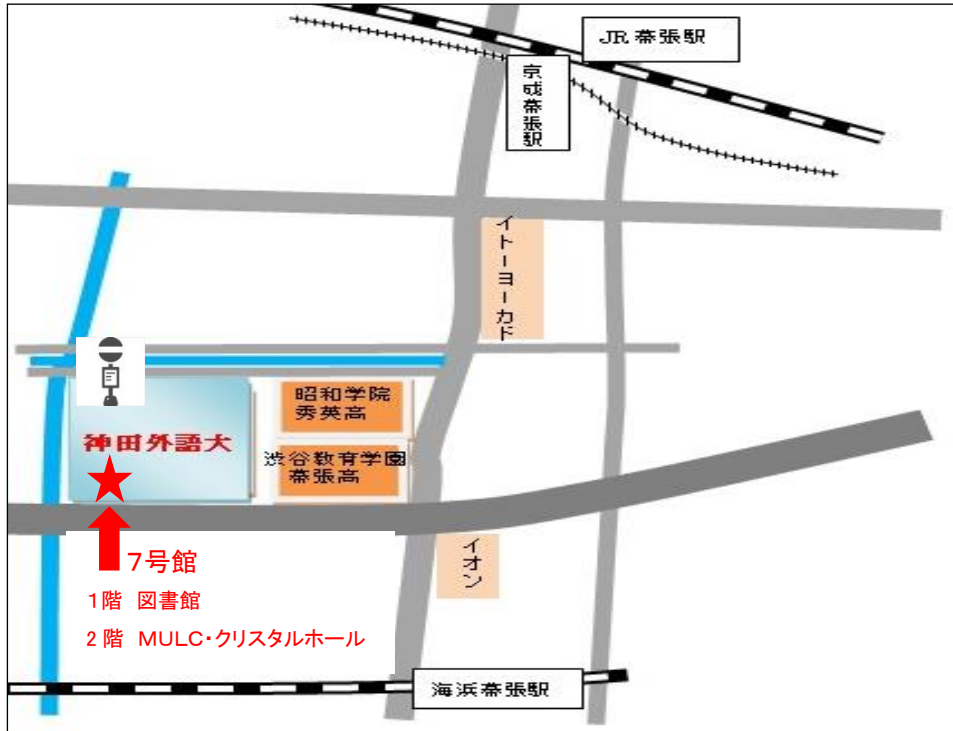 JR 幕張駅
京成幕張駅
イトーヨーカド
昭和学院
秀英高
神田外語大
渋谷教育学園
幕張高
イオン
7号館
1階 図書館
2階 MULC・クリスタルホール
海浜幕張駅